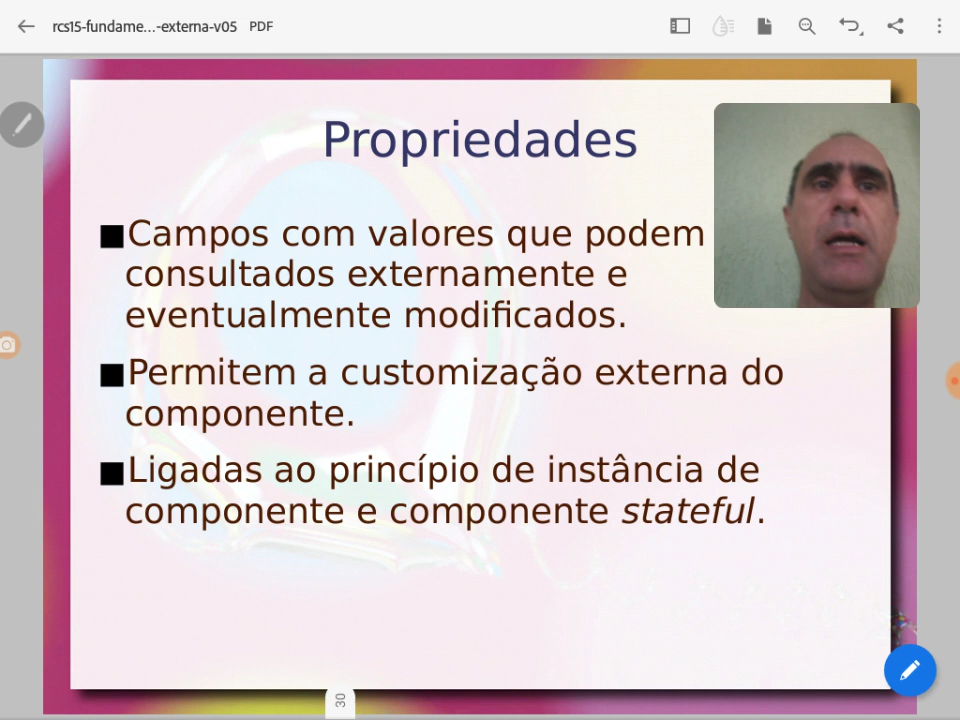 rcs15-fundame...-externa-v05 PDF
Propriedades
Campos com valores que podem
consultados externamente e
eventualmente modificados.
Permitem a customização externa do
componente.
Ligadas ao princípio de instância de
componente e componente stateful.
30